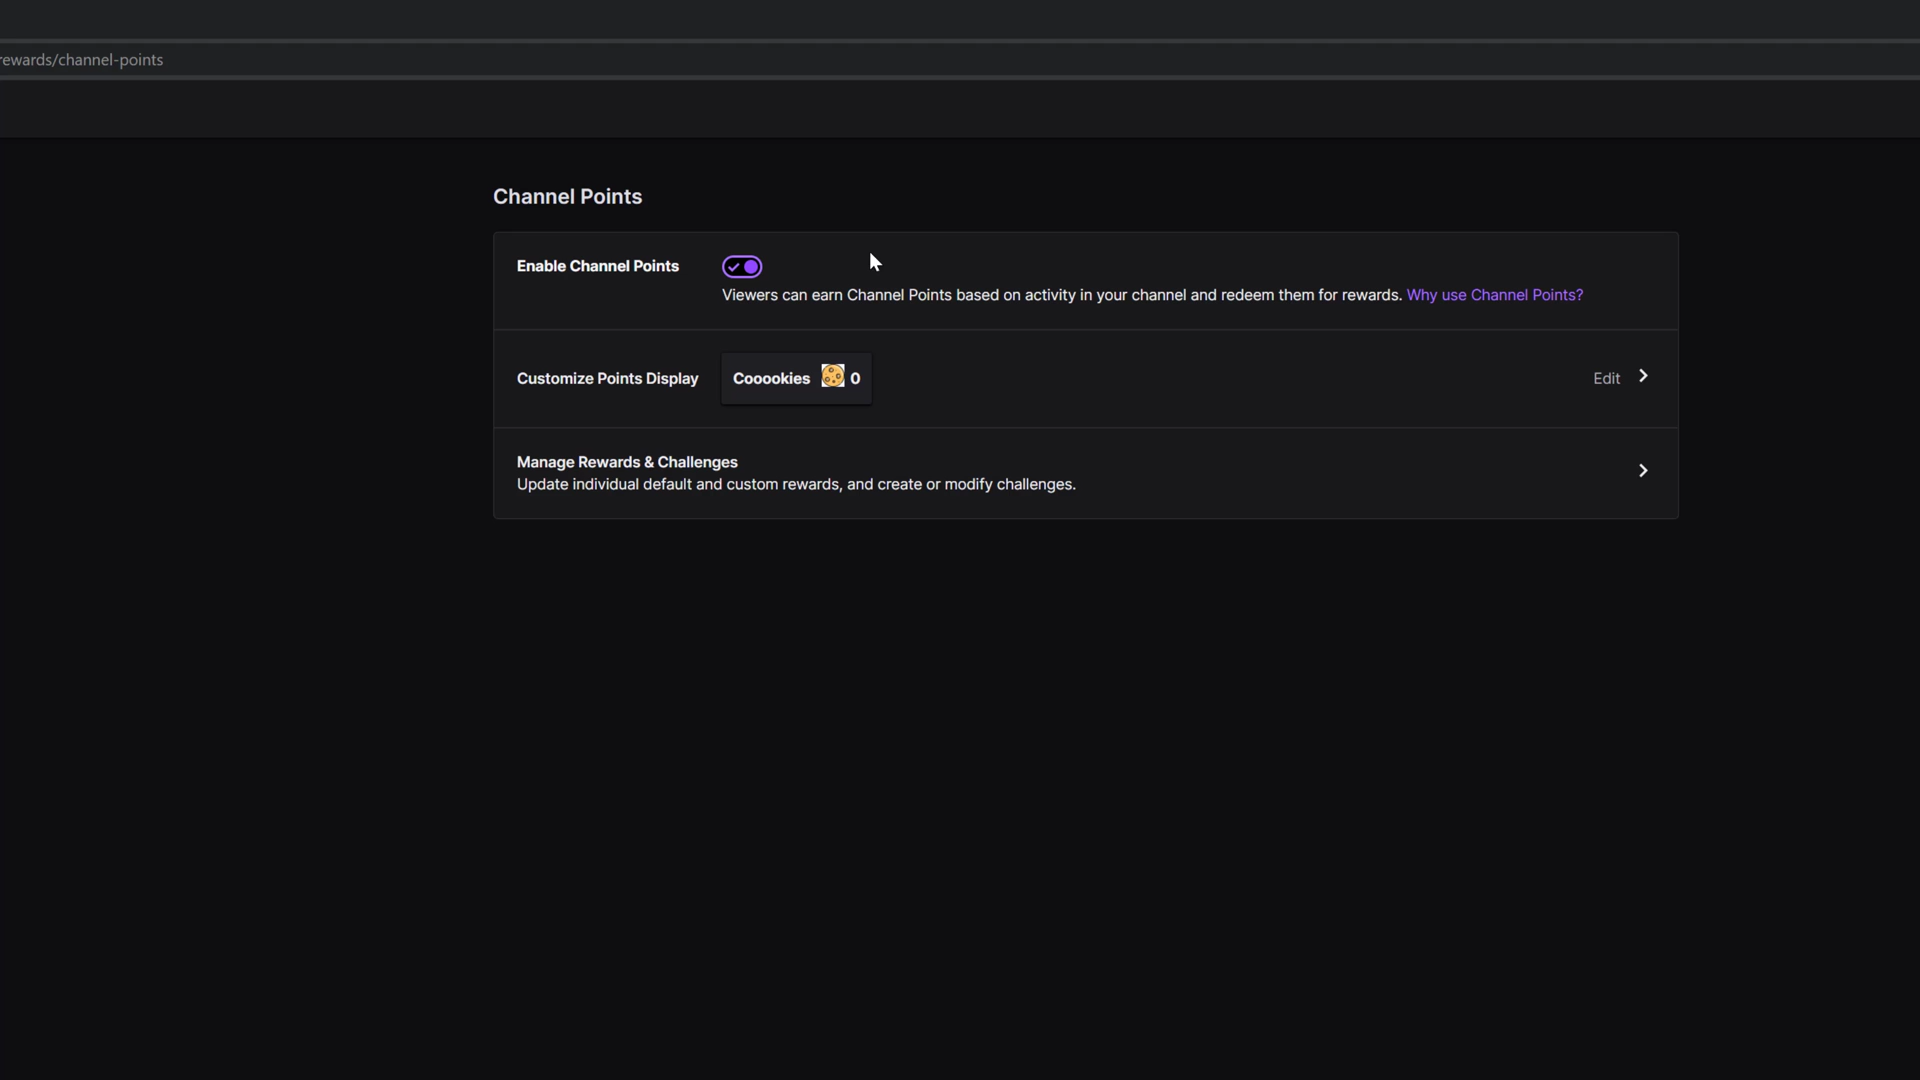 ewards/channel-points
Channel Points
Enable Channel Points
Viewers can earn Channel Points based on activity in your channel and redeem them for rewards. Why use Channel Points?
Customize Points Display Cooookies 0 Edit
Manage Rewards & Challenges
Update individual default and custom rewards, and create or modify challenges.